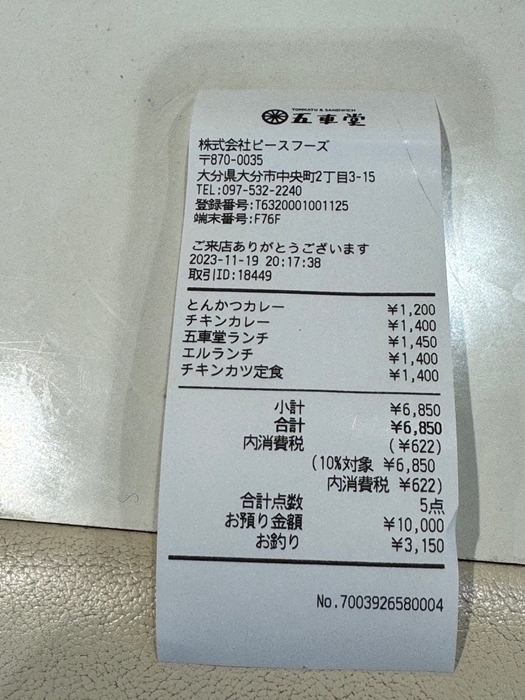 TONKATU & SANDWICH
五車堂
株式会社ピースフーズ
〒870-0035
大分県大分市中央町2丁目3-15
TEL:097-532-2240
登録番号:T6320001001125
端末番号:F76F
ご来店ありがとうございます
2023-11-19 20:17:38
取引ID:18449
とんかつカレー ¥1,200
チキンカレー ¥1,400
五車堂ランチ ¥1,450
エルランチ ¥1,400
チキンカツ定食 ¥1,400
小計 ¥6,850
合計 ¥6,850
内消費税 (¥622)
(10%対象 ¥6,850
内消費税 ¥622)
合計点数 5点
お預り金額 ¥10,000
お釣り ¥3,150
No.7003926580004